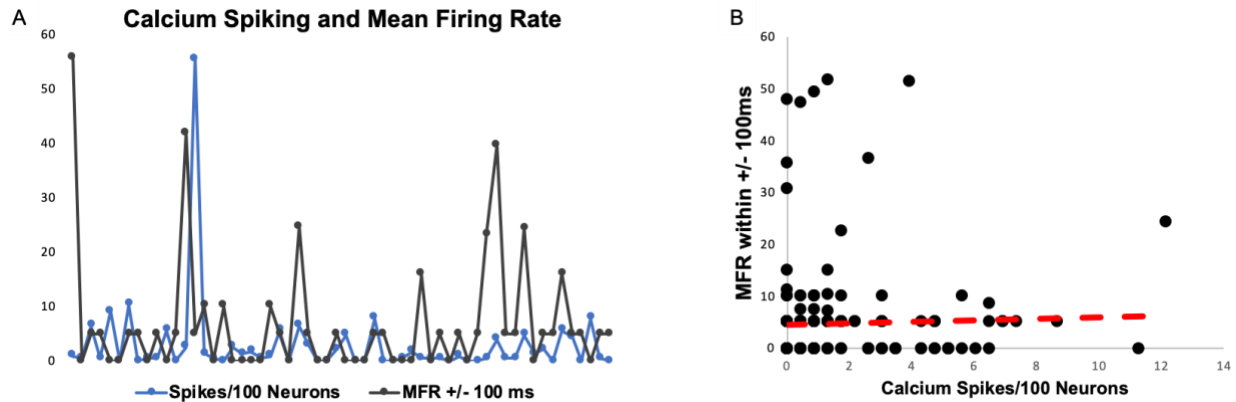 A
Calcium Spiking and Mean Firing Rate
60
50
40
30
20
10
0
Spikes/100 Neurons
MFR +/- 100 ms
B
MFR within +/- 100ms
60
50
40
30
20
10
0
0 2 4 6 8 10 12 14
Calcium Spikes/100 Neurons